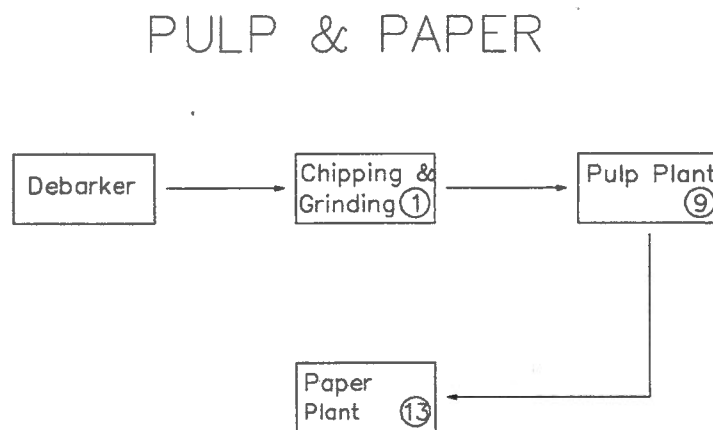 PULP & PAPER
Debarker
Chipping &
Grinding 1
Pulp Plant
9
Paper
Plant 13